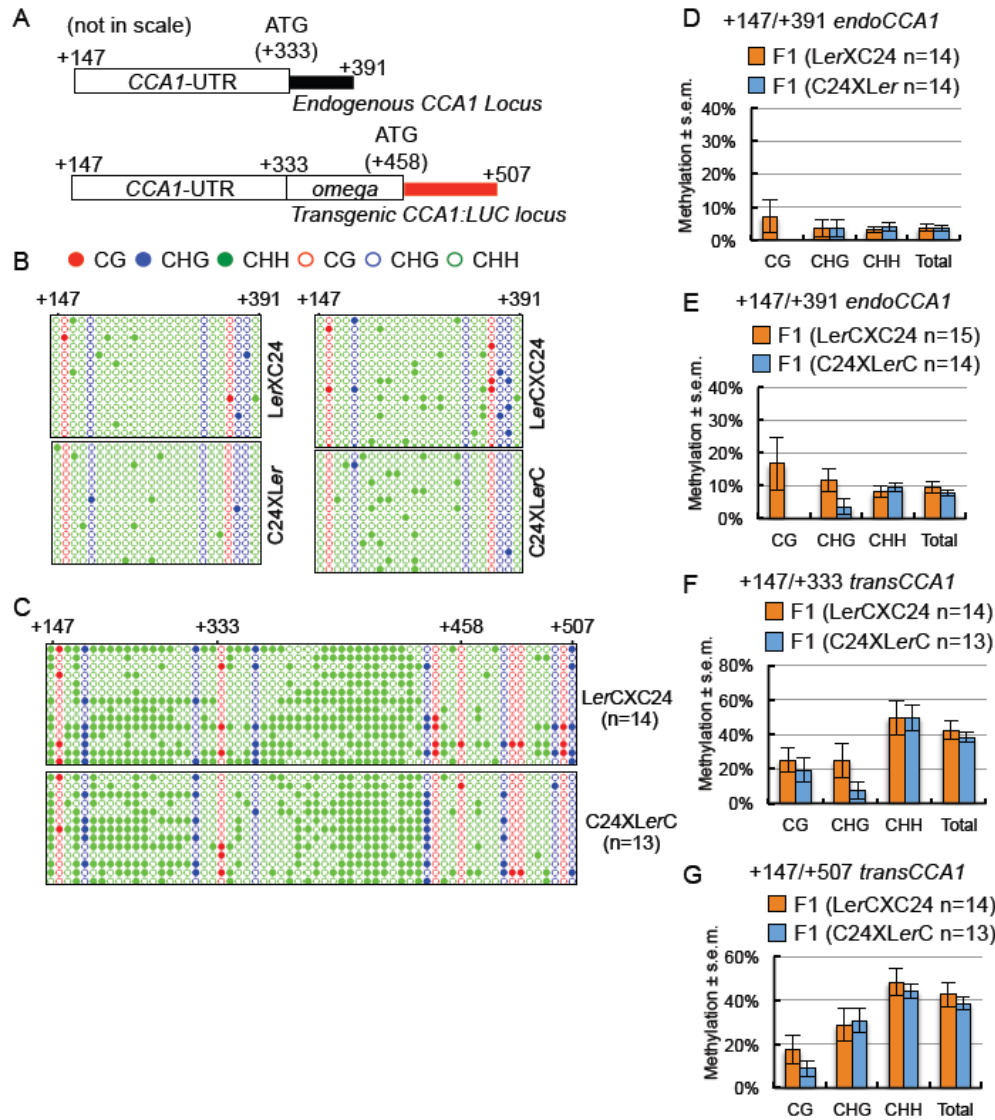 A
(not in scale)
ATG
(+333)
+147
+391
CCA1-UTR
Endogenous CCA1 Locus
ATG
(+458)
+147
+333
+507
CCA1-UTR
omega
Transgenic CCA1:LUC locus
B
CG CHG CHH CG CHG CHH
+147 +391 +147 +391
LerXC24
LerCXC24
C24XLer
C24XLerC
C
+147 +333 +458 +507
LerCXC24
(n=14)
C24XLerC
(n=13)
D
+147/+391 endoCCA1
F1 (LerXC24 n=14)
F1 (C24XLer n=14)
Methylation ± s.e.m.
40%
30%
20%
10%
0%
CG CHG CHH Total
E
+147/+391 endoCCA1
F1 (LerCXC24 n=15)
F1 (C24XLerC n=14)
Methylation ± s.e.m.
40%
30%
20%
10%
0%
CG CHG CHH Total
F
+147/+333 transCCA1
F1 (LerCXC24 n=14)
F1 (C24XLerC n=13)
Methylation ± s.e.m.
80%
60%
40%
20%
0%
CG CHG CHH Total
G
+147/+507 transCCA1
F1 (LerCXC24 n=14)
F1 (C24XLerC n=13)
Methylation ± s.e.m.
60%
40%
20%
0%
CG CHG CHH Total